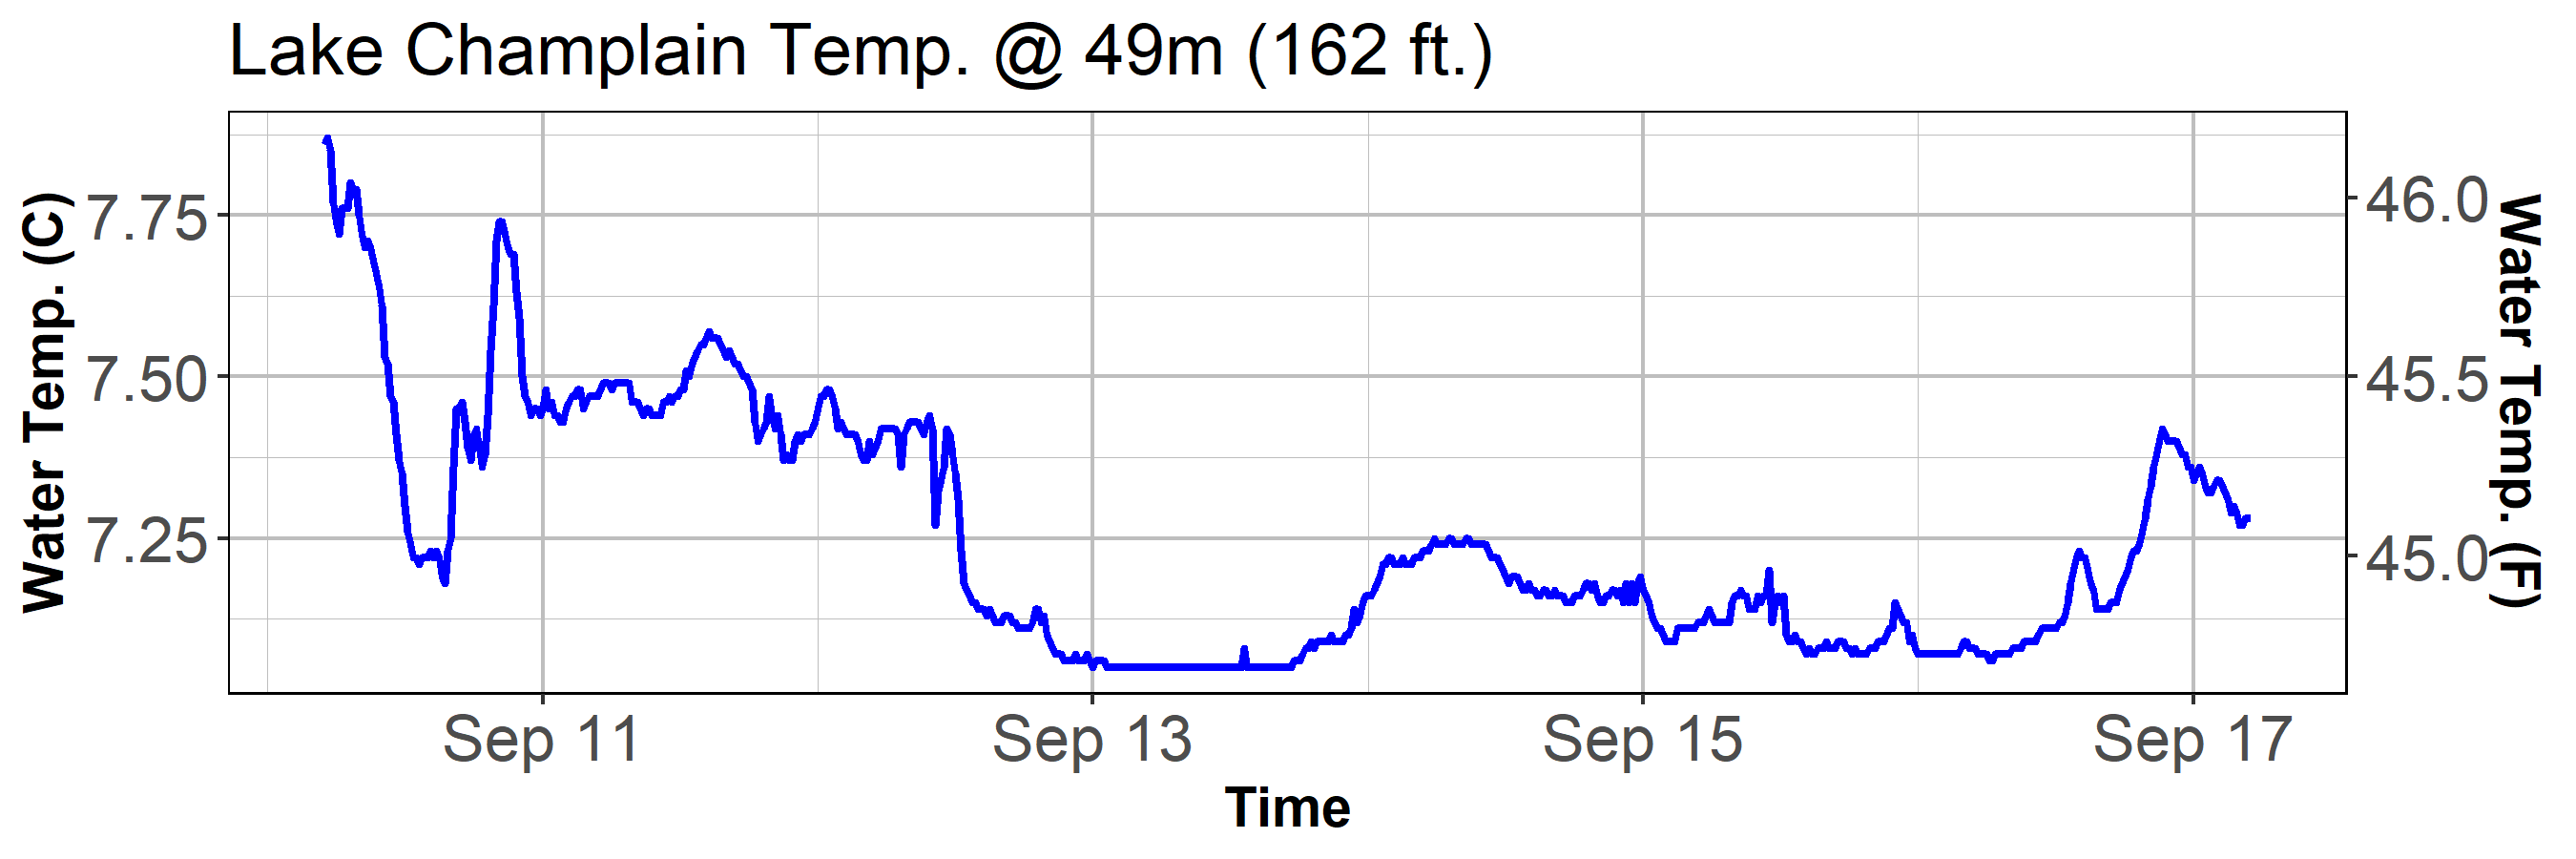 Lake Champlain Temp. @ 49m (162 ft.)
Water Temp. (C)
7.75
7.50
7.25
46.0
45.5
45.0
Water Temp. (F)
Sep 11
Sep 13
Sep 15
Sep 17
Time